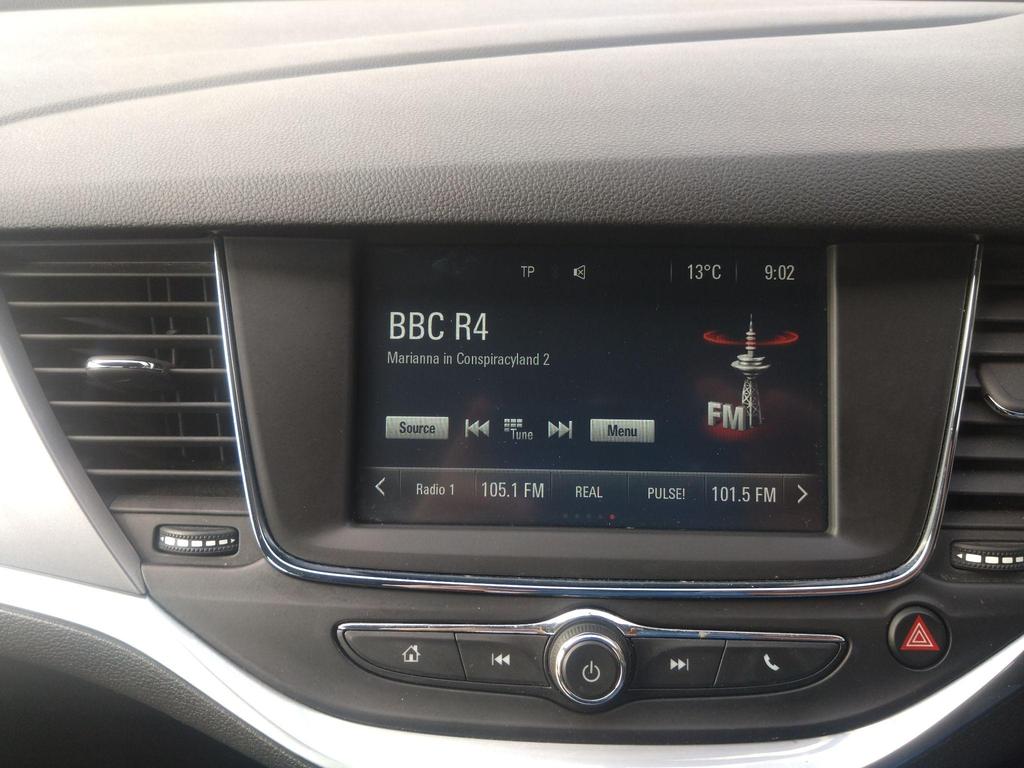 TP 13°C 9:02
BBC R4
Marianna in Conspiracyland 2
FM
Source Tune Menu
Radio 1 105.1 FM REAL PULSE! 101.5 FM